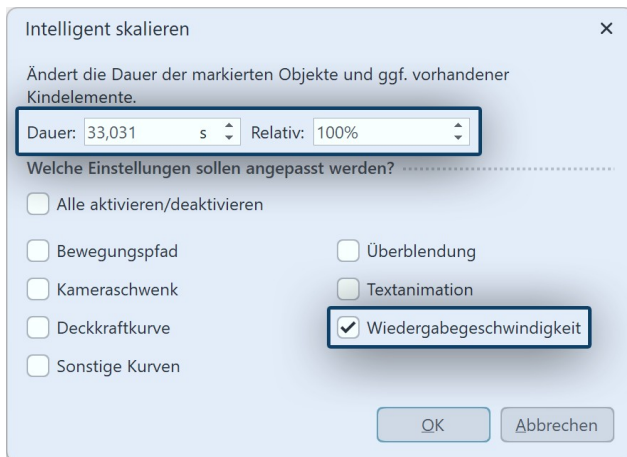 Intelligent skalieren
Ändert die Dauer der markierten Objekte und ggf. vorhandener
Kindelemente.
Dauer: 33,031 s Relativ: 100%
Welche Einstellungen sollen angepasst werden?
Alle aktivieren/deaktivieren
Bewegungspfad Überblendung
Kameraschwenk Textanimation
Deckkraftkurve Wiedergabegeschwindigkeit
Sonstige Kurven
OK Abbrechen